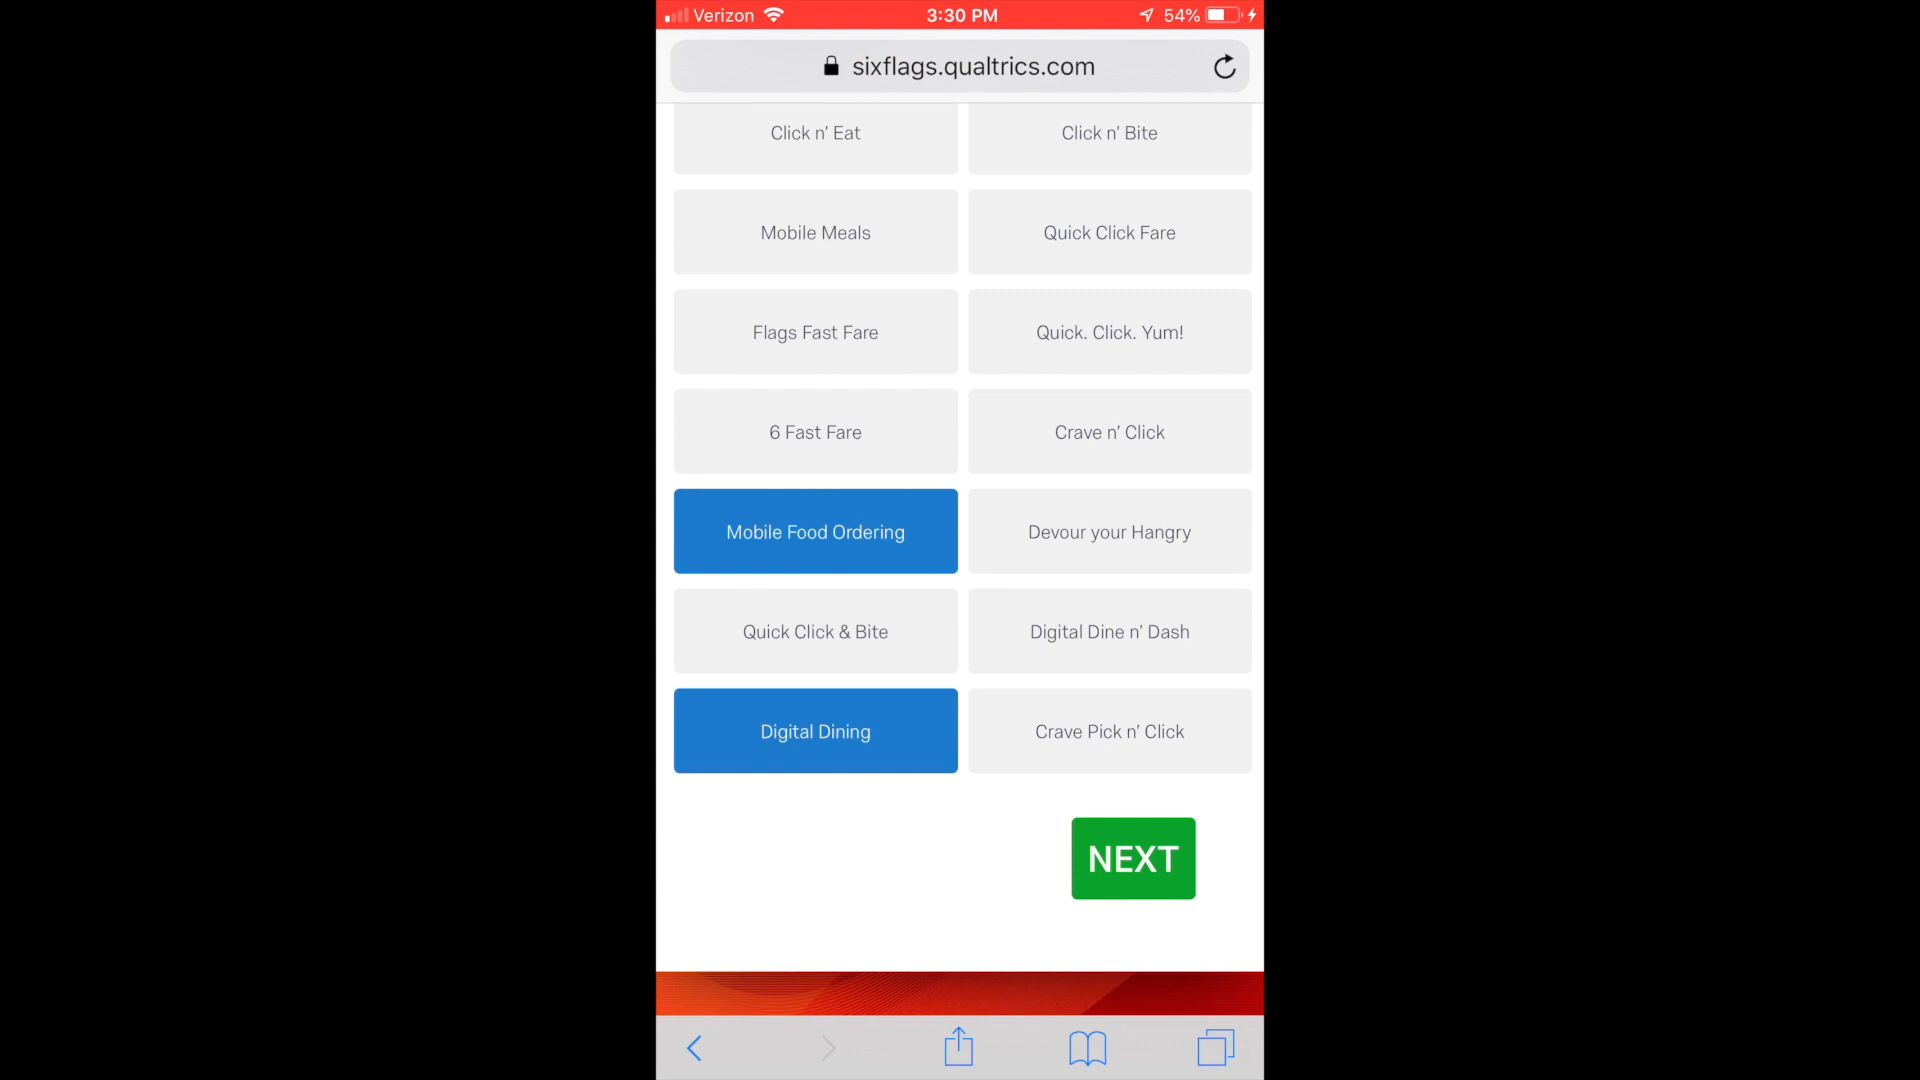 Verizon 3:30 PM 54%
sixflags.qualtrics.com
Click n' Eat Click n' Bite
Mobile Meals Quick Click Fare
Flags Fast Fare Quick. Click. Yum!
6 Fast Fare Crave n' Click
Mobile Food Ordering Devour your Hangry
Quick Click & Bite Digital Dine n' Dash
Digital Dining Crave Pick n' Click
NEXT